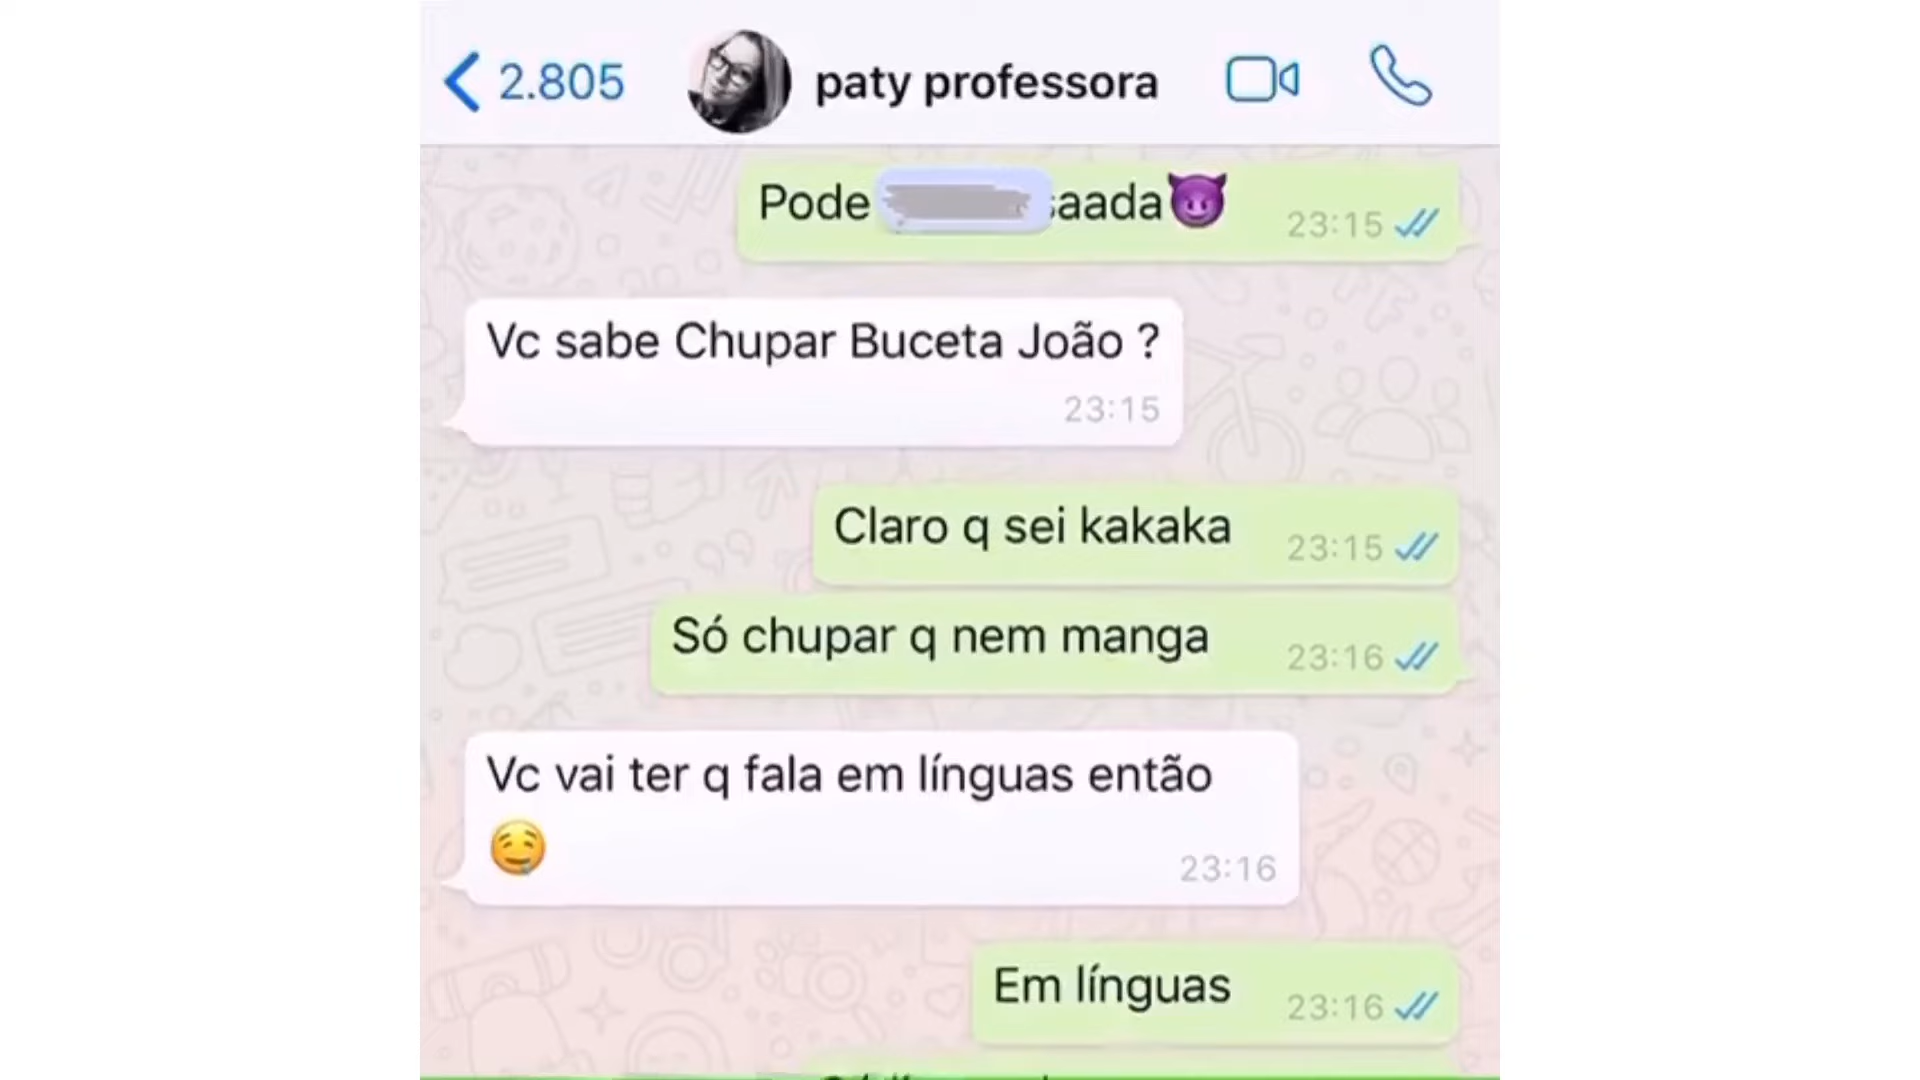 2.805 paty professora
Pode
23:15
Vc sabe Chupar Buceta João ?
23:15
Claro q sei kakaka 23:15
Só chupar q nem manga 23:16
Vc vai ter q fala em línguas então
🤤
23:16
Em línguas 23:16